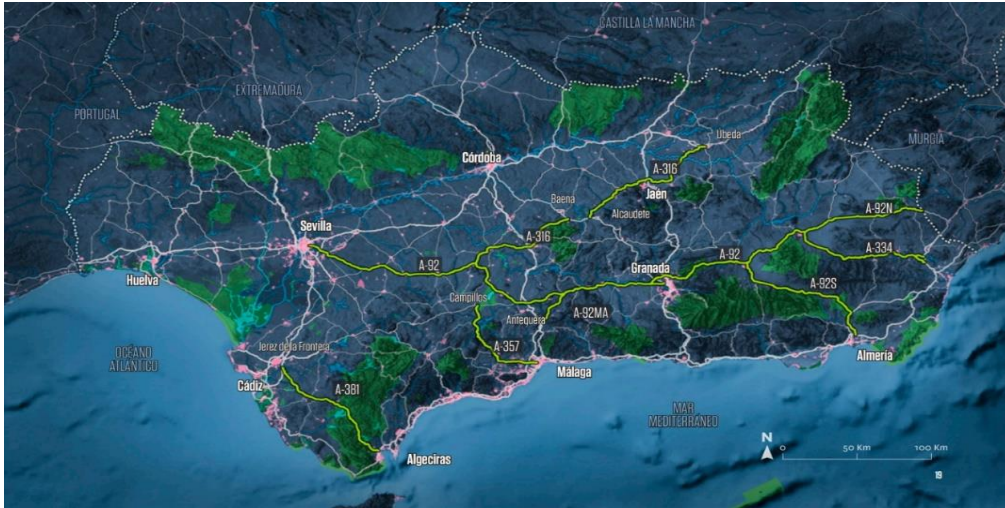 CASTILLA LA MANCHA
EXTREMADURA
PORTUGAL
MURCIA
Úbeda
Córdoba
A-316
Jaén
Baena
Alcaudete
A-92N
Sevilla
A-316
A-334
A-92
A-92
Granada
Huelva
A-92S
Campillos
Antequera
A-92MA
Jerez de la Frontera
A-357
OCÉANO
ATLÁNTICO
Almería
Málaga
Cádiz
A-381
MAR
MEDITERRÁNEO
N
0
50 Km
100 Km
Algeciras
19